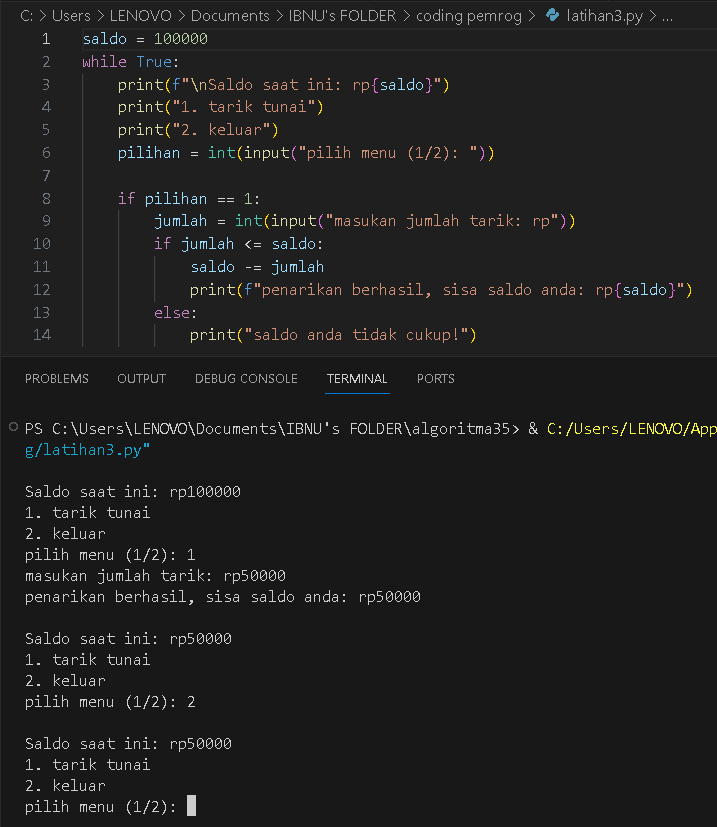 C: > Users > LENOVO > Documents > IBNU's FOLDER > coding pemrog > latihan3.py > ...
1 saldo = 100000
2 while True:
3     print(f"\nSaldo saat ini: rp{saldo}")
4     print("1. tarik tunai")
5     print("2. keluar")
6     pilihan = int(input("pilih menu (1/2): "))
7
8     if pilihan == 1:
9         jumlah = int(input("masukan jumlah tarik: rp"))
10         if jumlah <= saldo:
11             saldo -= jumlah
12             print(f"penarikan berhasil, sisa saldo anda: rp{saldo}")
13         else:
14             print("saldo anda tidak cukup!")
PROBLEMS OUTPUT DEBUG CONSOLE TERMINAL PORTS
PS C:\Users\LENOVO\Documents\IBNU's FOLDER\algoritma35> & C:/Users/LENOVO/App
g/latihan3.py"
Saldo saat ini: rp100000
1. tarik tunai
2. keluar
pilih menu (1/2): 1
masukan jumlah tarik: rp50000
penarikan berhasil, sisa saldo anda: rp50000
Saldo saat ini: rp50000
1. tarik tunai
2. keluar
pilih menu (1/2): 2
Saldo saat ini: rp50000
1. tarik tunai
2. keluar
pilih menu (1/2):